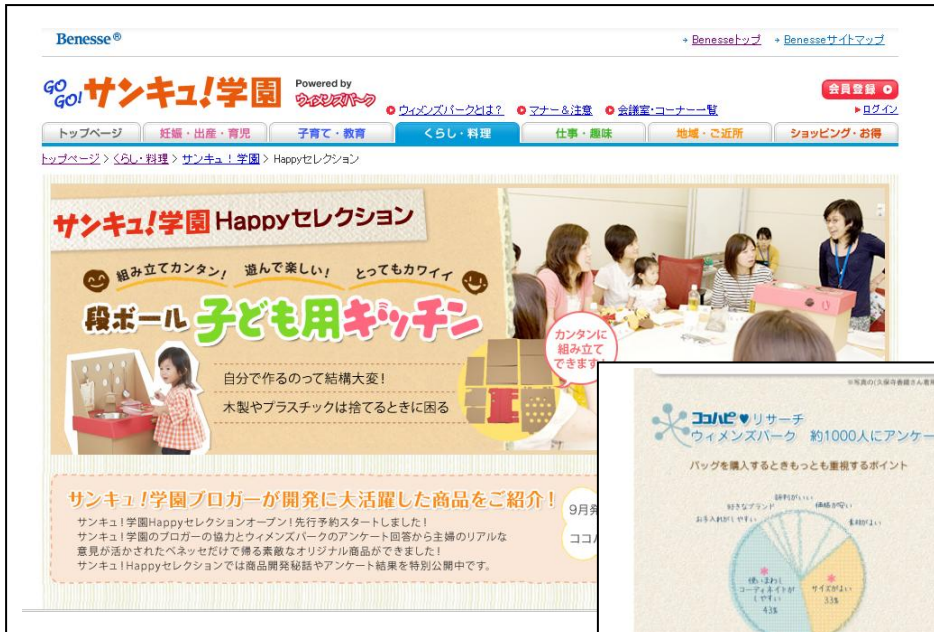 Benesse®
Benesseトップ Benesseサイトマップ
GO GO! サンキュ!学園 Powered by ウィメンズパーク
ウィメンズパークとは? マナー&注意 会議室・コーナー一覧
会員登録
ログイン
トップページ 妊娠・出産・育児 子育て・教育 くらし・料理 仕事・趣味 地域・ご近所 ショッピング・お得
トップページ > くらし・料理 > サンキュ!学園 > Happyセレクション
サンキュ!学園 Happyセレクション
組み立てカンタン! 遊んで楽しい! とってもカワイイ
段ボール 子ども用キッチン
カンタンに
組み立て
できます
自分で作るのって結構大変!
木製やプラスチックは捨てるときに困る
サンキュ!学園ブロガーが開発に大活躍した商品をご紹介!
サンキュ!学園Happyセレクションオープン!先行予約スタートしました!
サンキュ!学園のブロガーの協力とウィメンズパークのアンケート回答から主婦のリアルな
意見が活かされたベネッセだけで帰る素敵なオリジナル商品ができました!
サンキュ!Happyセレクションでは商品開発秘話やアンケート結果を特別公開中です。
9月発
ココハ
ココハピ♥リサーチ
ウィメンズパーク 約1000人にアンケー
バッグを購入するときもっとも重視するポイント
評判がいい
好きなブランド
価格が安い
お手入れがしやすい
素材がよい
使いまわし
コーディネイトが
しやすい
43%
サイズがよい
33%